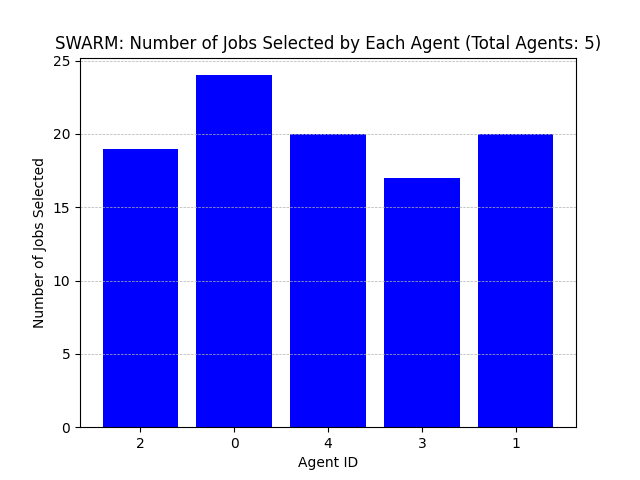 SWARM: Number of Jobs Selected by Each Agent (Total Agents: 5)
25
20
15
10
5
0
Number of Jobs Selected
2 0 4 3 1
Agent ID